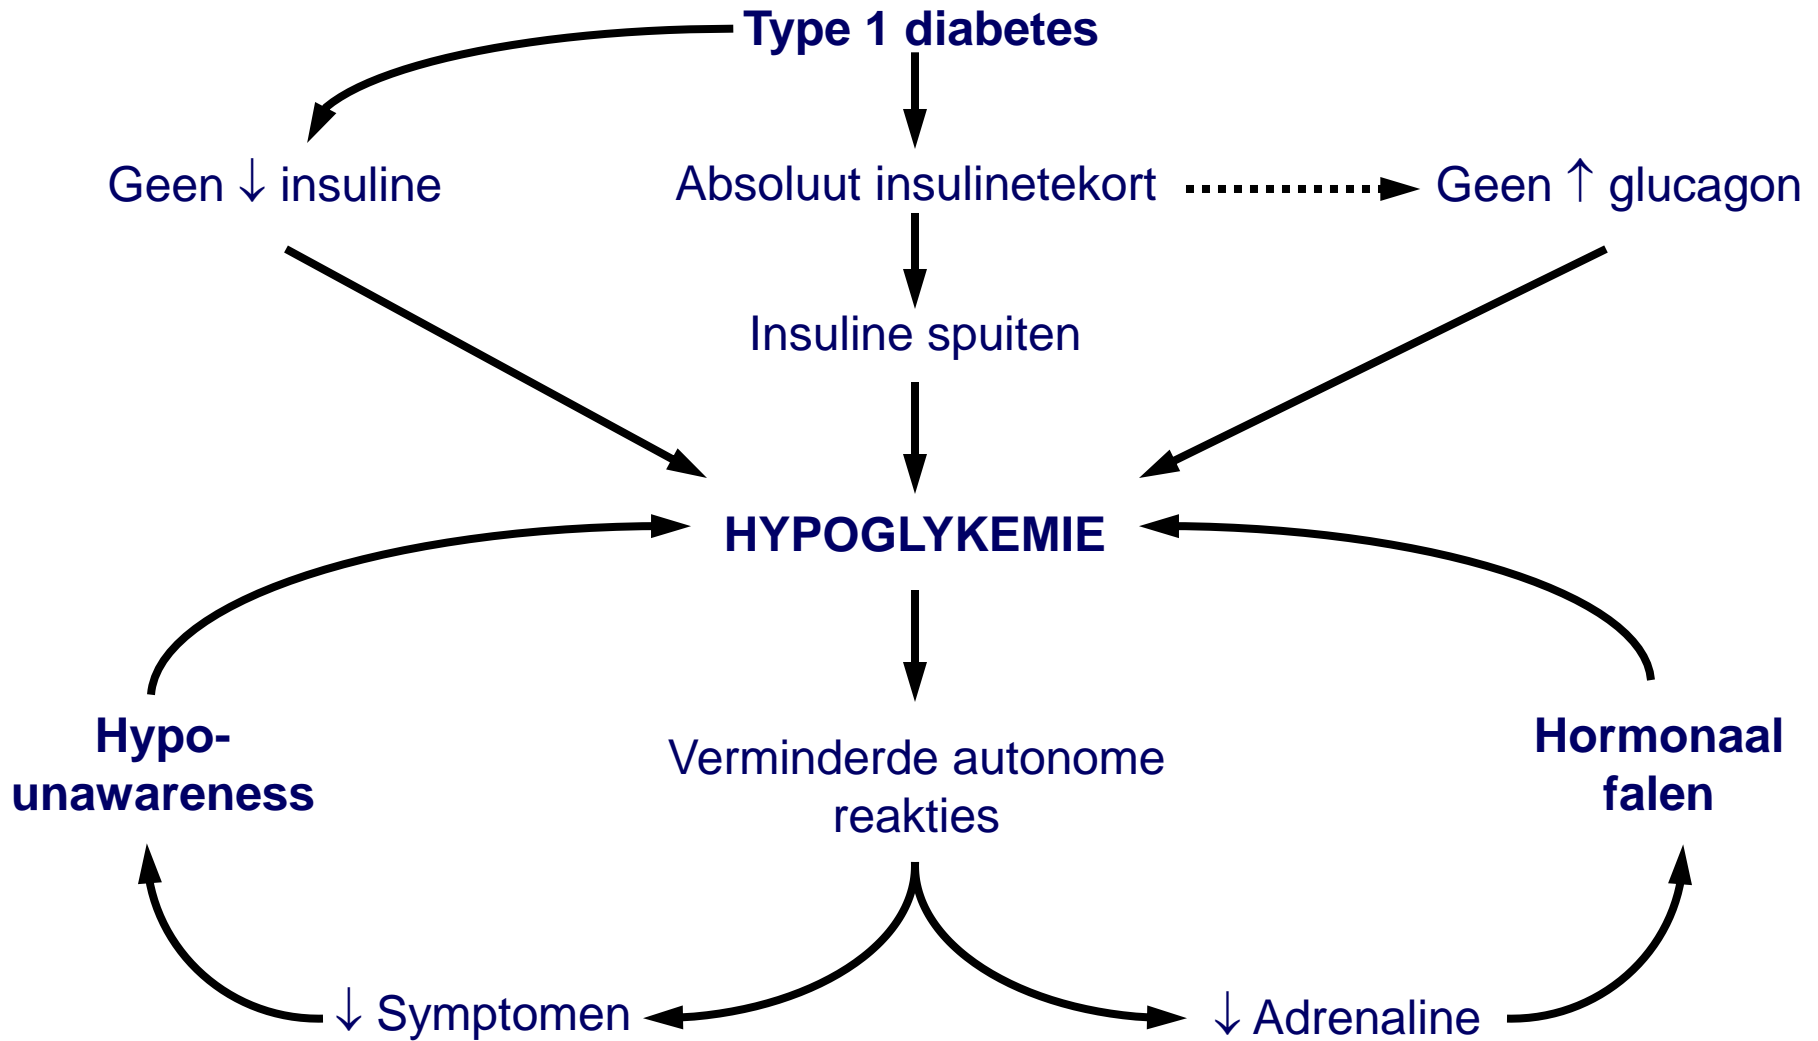 Type 1 diabetes
Geen ↓ insuline
Absoluut insulinetekort
Geen ↑ glucagon
Insuline spuiten
HYPOGLYKEMIE
Hypo-
unawareness
Verminderde autonome
reakties
Hormonaal
falen
↓ Symptomen
↓ Adrenaline